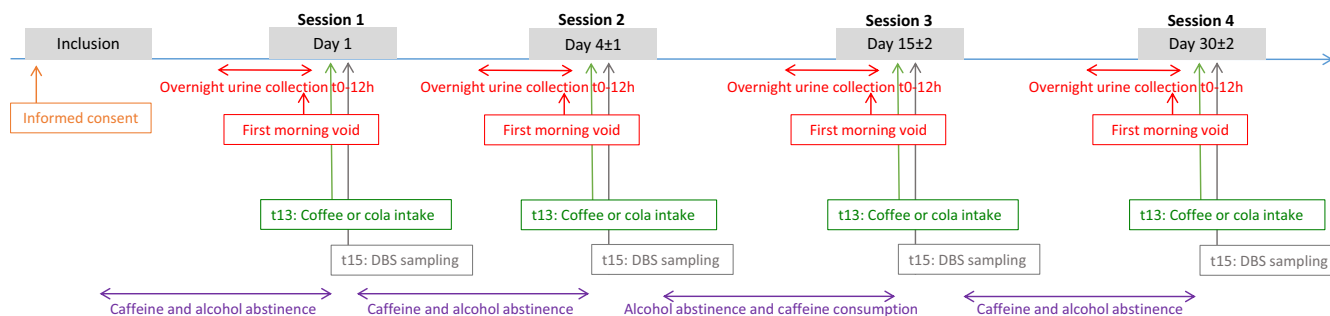 Session 1 Session 2 Session 3 Session 4
Inclusion Day 1 Day 4±1 Day 15±2 Day 30±2
Overnight urine collection t0-12h Overnight urine collection t0-12h Overnight urine collection t0-12h Overnight urine collection t0-12h
Informed consent
First morning void First morning void First morning void First morning void
t13: Coffee or cola intake t13: Coffee or cola intake t13: Coffee or cola intake t13: Coffee or cola intake
t15: DBS sampling t15: DBS sampling t15: DBS sampling t15: DBS sampling
Caffeine and alcohol abstinence Caffeine and alcohol abstinence Alcohol abstinence and caffeine consumption Caffeine and alcohol abstinence